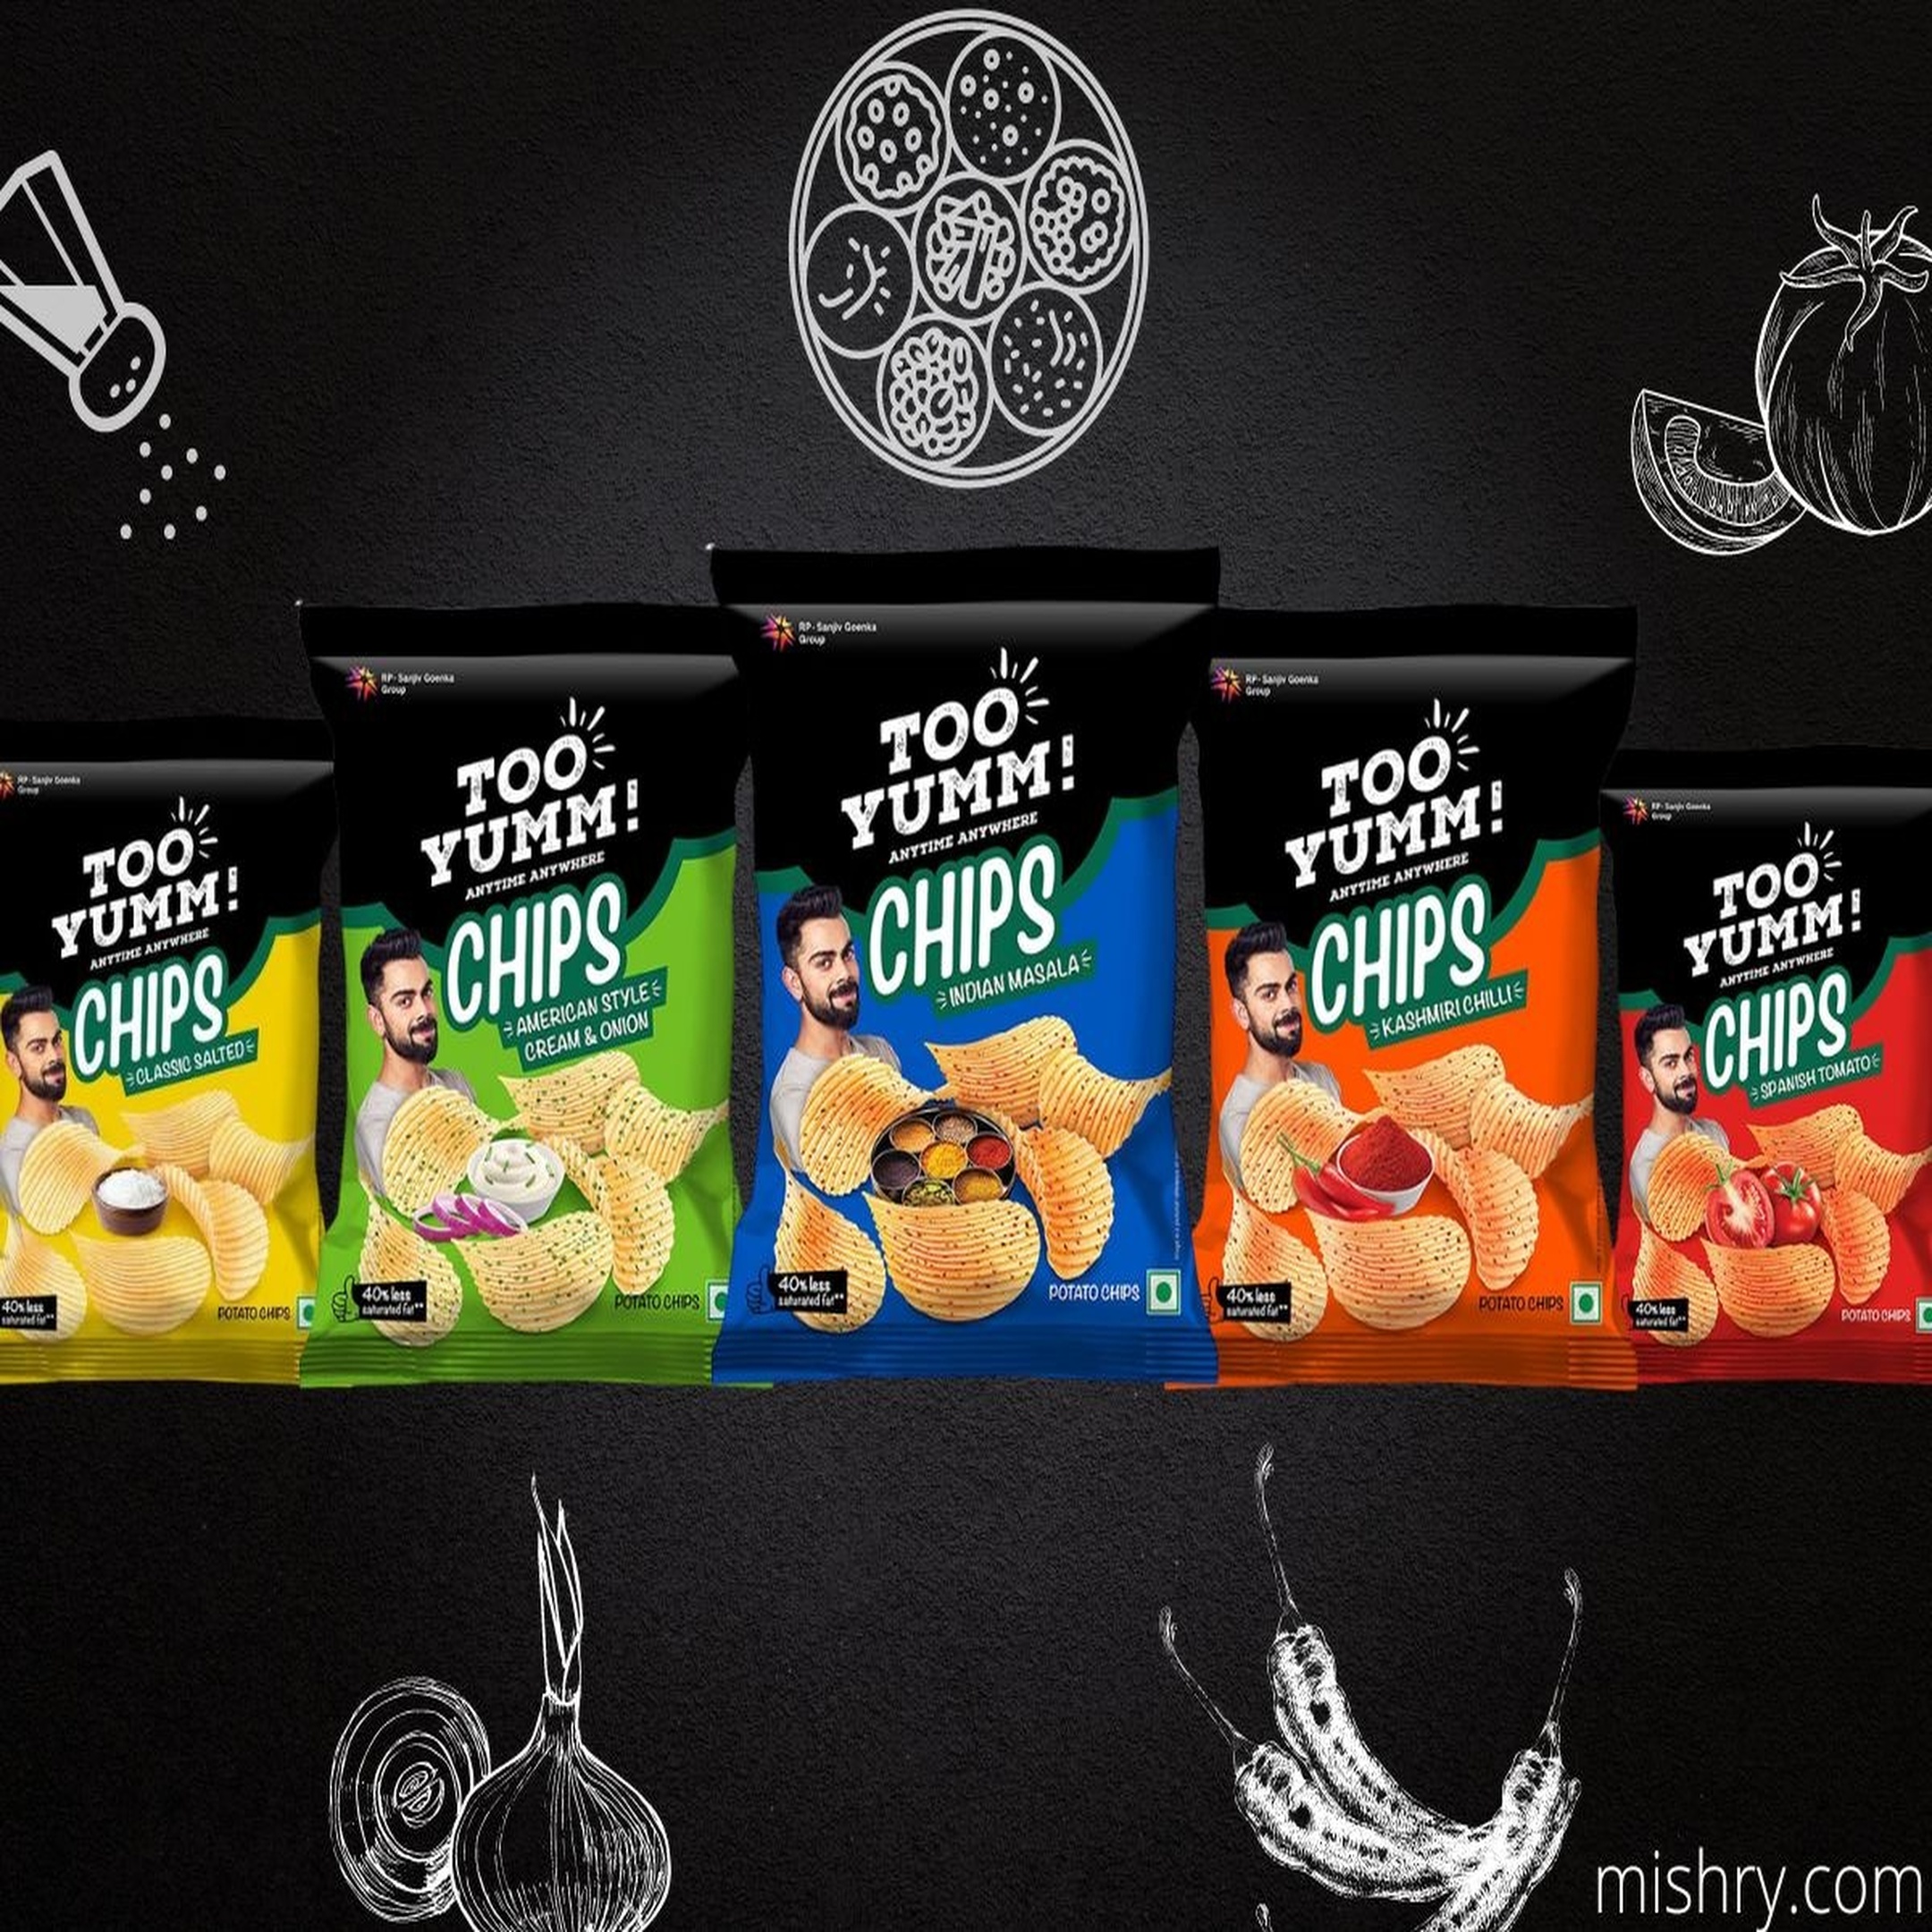 RP- Sanjiv Goenka
Group
TOO
YUMM!
ANYTIME ANYWHERE
CHIPS
CLASSIC SALTED
40% less
saturated fat**
POTATO CHIPS
RP- Sanjiv Goenka
Group
TOO
YUMM!
ANYTIME ANYWHERE
CHIPS
AMERICAN STYLE
CREAM & ONION
40% less
saturated fat**
POTATO CHIPS
RP- Sanjiv Goenka
Group
TOO
YUMM!
ANYTIME ANYWHERE
CHIPS
INDIAN MASALA
40% less
saturated fat**
POTATO CHIPS
RP- Sanjiv Goenka
Group
TOO
YUMM!
ANYTIME ANYWHERE
CHIPS
KASHMIRI CHILLI
40% less
saturated fat**
POTATO CHIPS
RP- Sanjiv Goenka
Group
TOO
YUMM!
ANYTIME ANYWHERE
CHIPS
SPANISH TOMATO
40% less
saturated fat**
POTATO CHIPS
mishry.com